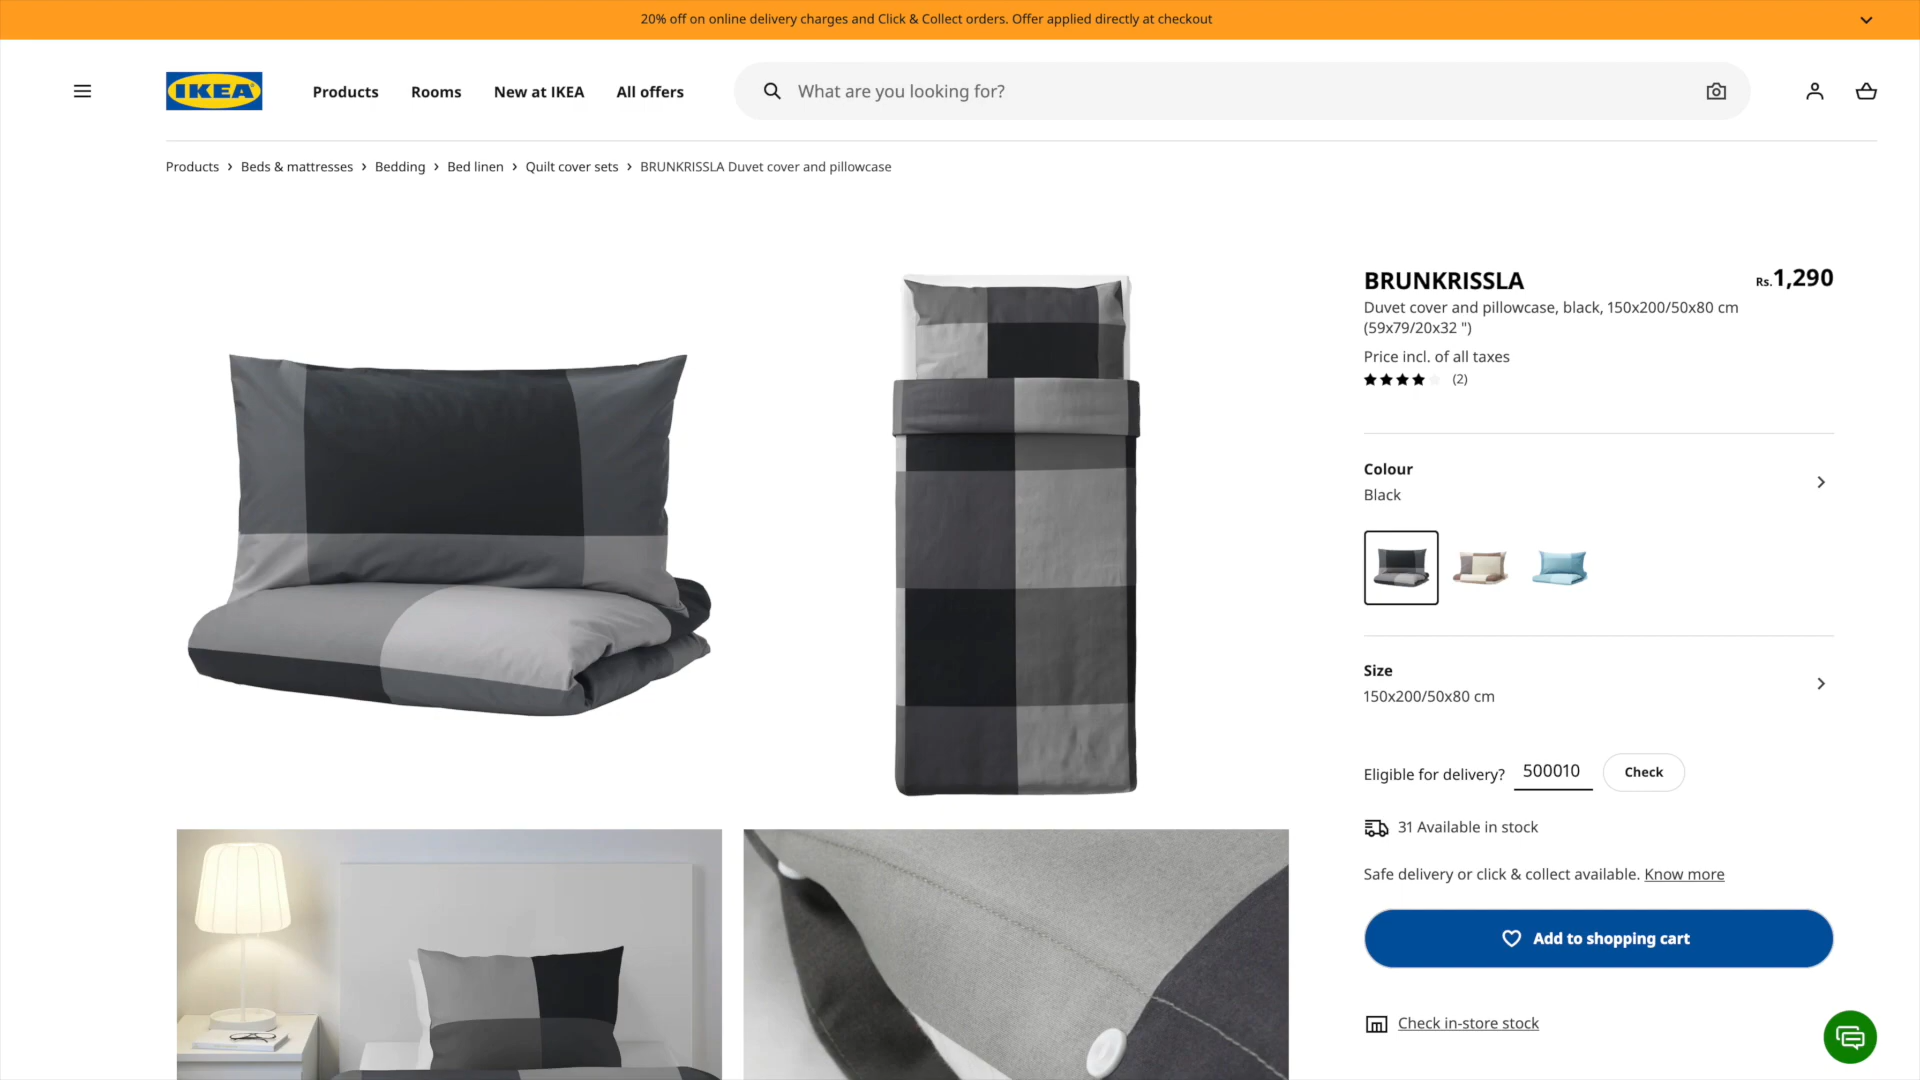 20% off on online delivery charges and Click & Collect orders. Offer applied directly at checkout
IKEA
Products
Rooms
New at IKEA
All offers
What are you looking for?
Products > Beds & mattresses > Bedding > Bed linen > Quilt cover sets > BRUNKRISSLA Duvet cover and pillowcase
BRUNKRISSLA
Rs.1,290
Duvet cover and pillowcase, black, 150x200/50x80 cm
(59x79/20x32 ")
Price incl. of all taxes
(2)
Colour
Black
Size
150x200/50x80 cm
Eligible for delivery? 500010 Check
31 Available in stock
Safe delivery or click & collect available. Know more
Add to shopping cart
Check in-store stock